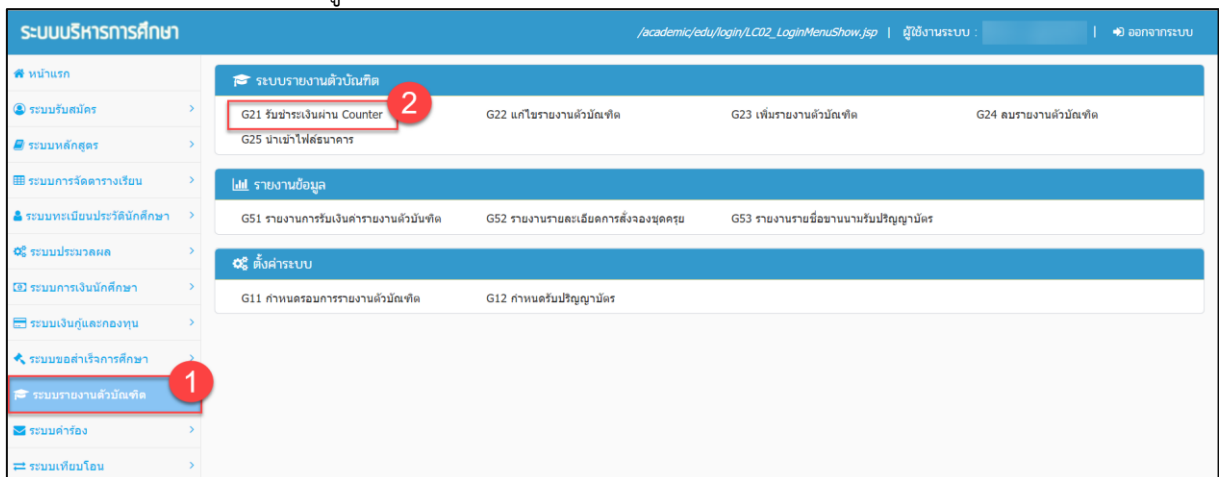 ระบบบริหารการศึกษา
/academic/edu/login/LC02_LoginMenuShow.jsp | ผู้ใช้งานระบบ : | ออกจากระบบ
หน้าแรก
ระบบรับสมัคร
ระบบหลักสูตร
ระบบการจัดตารางเรียน
ระบบทะเบียนประวัตินักศึกษา
ระบบประมวลผล
ระบบการเงินนักศึกษา
ระบบเงินกู้และกองทุน
ระบบขอสำเร็จการศึกษา
ระบบรายงานตัวบัณฑิต
1
ระบบคำร้อง
ระบบเทียบโอน
ระบบรายงานตัวบัณฑิต
2
G21 รับชำระเงินผ่าน Counter G22 แก้ไขรายงานตัวบัณฑิต G23 เพิ่มรายงานตัวบัณฑิต G24 ลบรายงานตัวบัณฑิต
G25 นำเข้าไฟล์ธนาคาร
รายงานข้อมูล
G51 รายงานการรับเงินค่ารายงานตัวบันฑิต G52 รายงานรายละเอียดการสั่งจองชุดครุย G53 รายงานรายชื่อขานนามรับปริญญาบัตร
ตั้งค่าระบบ
G11 กำหนดรอบการรายงานตัวบัณฑิต G12 กำหนดรับปริญญาบัตร